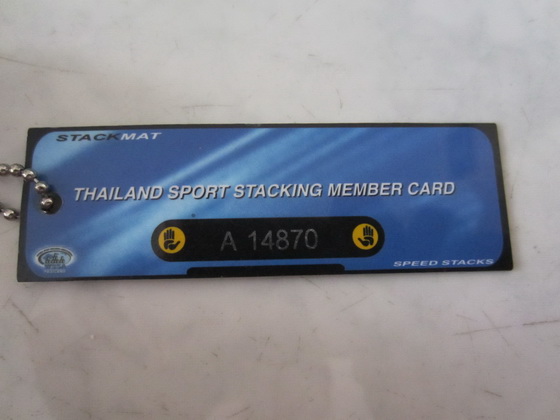 STACKMAT
THAILAND SPORT STACKING MEMBER CARD
A 14870
SPEED STACKS